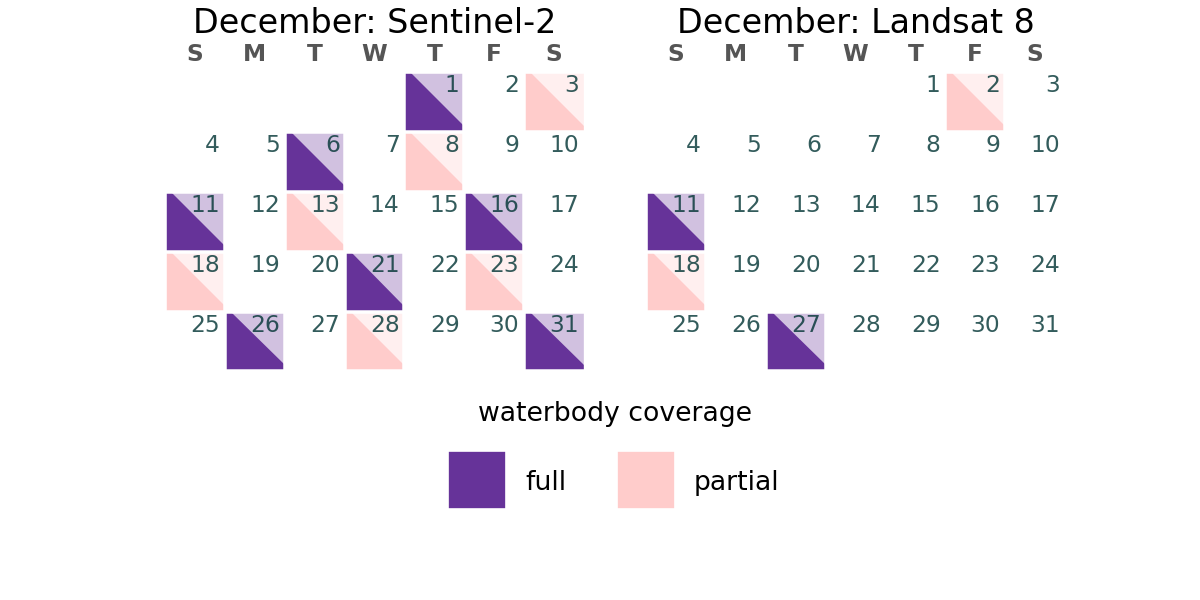 December: Sentinel-2
S M T W T F S
1 2 3
4 5 6 7 8 9 10
11 12 13 14 15 16 17
18 19 20 21 22 23 24
25 26 27 28 29 30 31
December: Landsat 8
S M T W T F S
1 2 3
4 5 6 7 8 9 10
11 12 13 14 15 16 17
18 19 20 21 22 23 24
25 26 27 28 29 30 31
waterbody coverage
full
partial